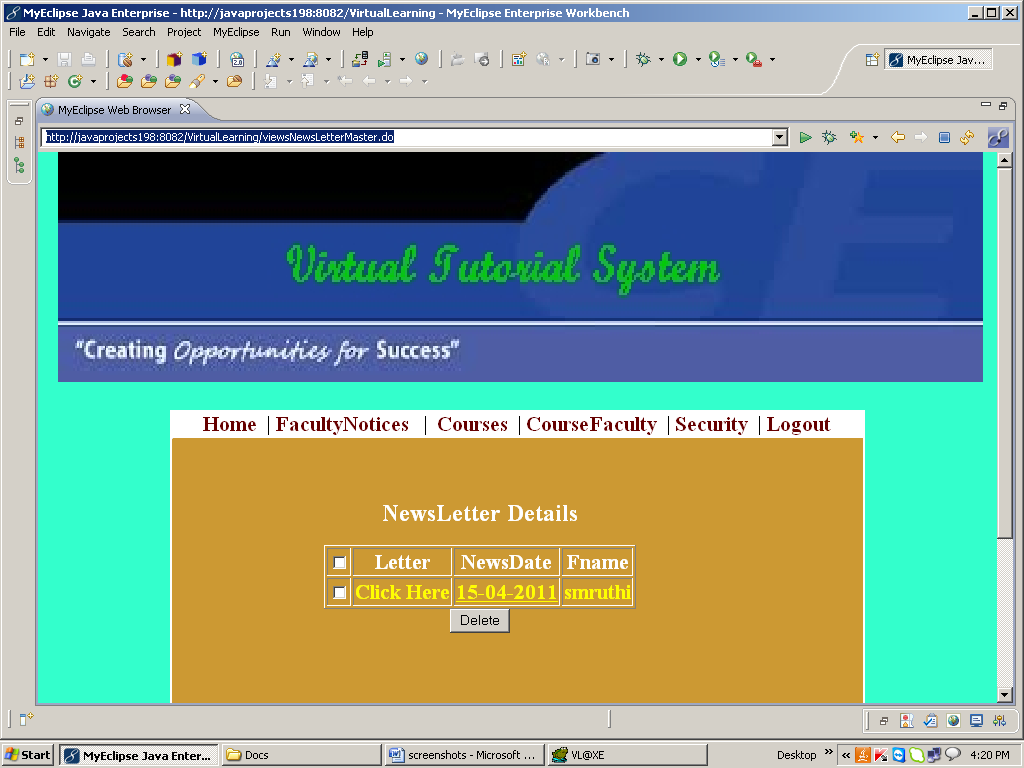 MyEclipse Java Enterprise - http://javaprojects198:8082/VirtualLearning - MyEclipse Enterprise Workbench
File Edit Navigate Search Project MyEclipse Run Window Help
2.0
MyEclipse Jav...
MyEclipse Web Browser
http://javaprojects198:8082/VirtualLearning/viewsNewsLetterMaster.do
CE
Virtual Tutorial System
"Creating Opportunities for Success"
Home | FacultyNotices | Courses | CourseFaculty | Security | Logout
NewsLetter Details
Letter NewsDate Fname
Click Here 15-04-2011 smruthi
Delete
Start MyEclipse Java Enter... Docs screenshots - Microsoft ... VL@XE Desktop » « 4:20 PM